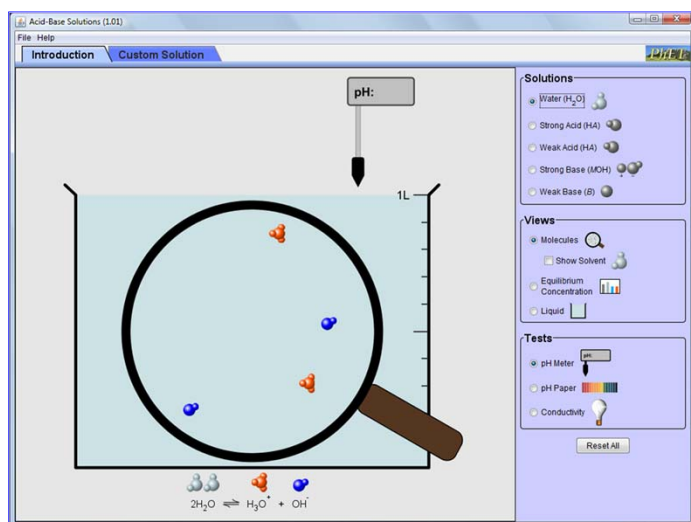 Acid-Base Solutions (1.01)
File Help
Introduction
Custom Solution
PhET
pH:
1L
2H₂O ⇌ H₃O⁺ + OH⁻
Solutions
Water (H₂O)
Strong Acid (HA)
Weak Acid (HA)
Strong Base (MOH)
Weak Base (B)
Views
Molecules
Show Solvent
Equilibrium
Concentration
Liquid
Tests
pH Meter
pH:
pH Paper
Conductivity
Reset All